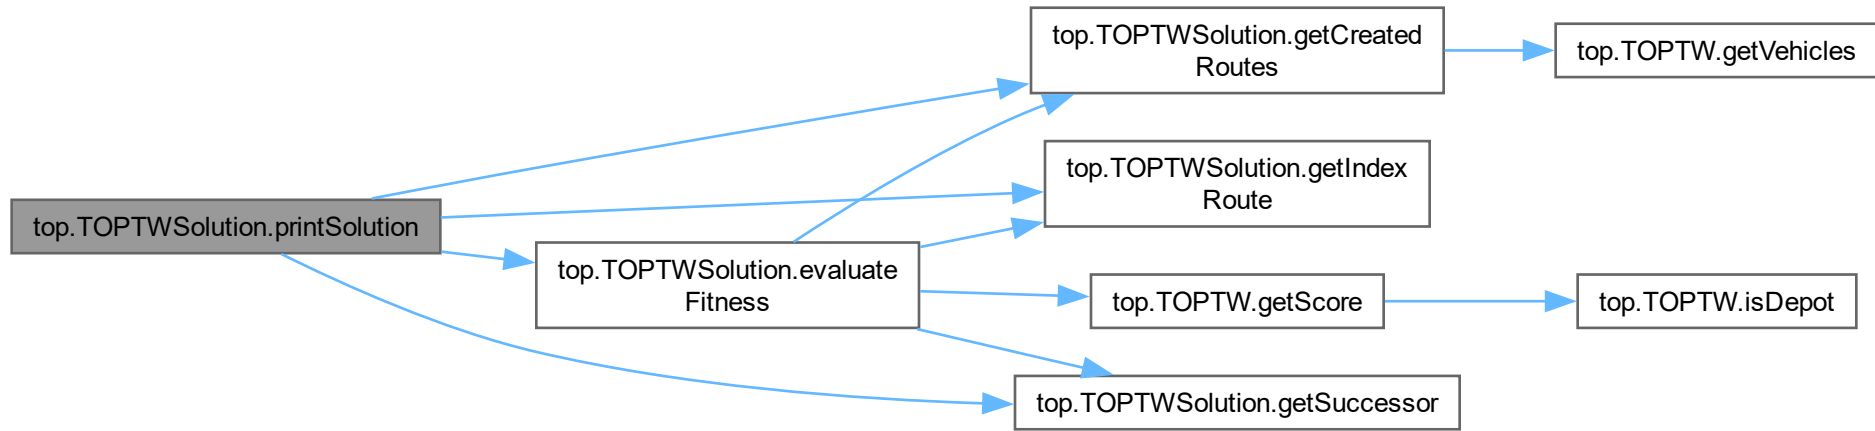 top.TOPTWSolution.printSolution
top.TOPTWSolution.evaluate
Fitness
top.TOPTWSolution.getCreated
Routes
top.TOPTWSolution.getIndex
Route
top.TOPTW.getScore
top.TOPTWSolution.getSuccessor
top.TOPTW.getVehicles
top.TOPTW.isDepot